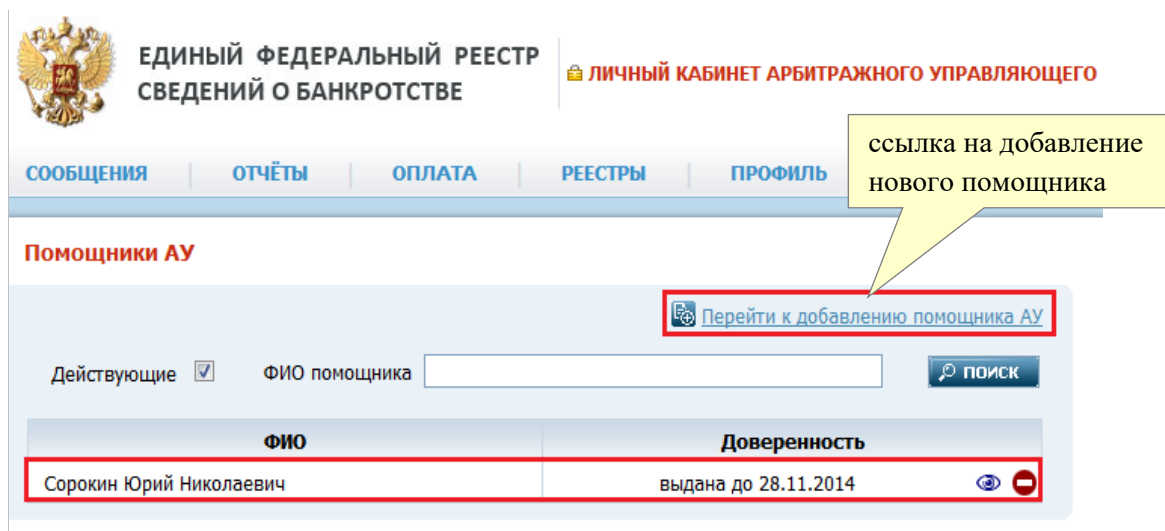 ЕДИНЫЙ ФЕДЕРАЛЬНЫЙ РЕЕСТР
СВЕДЕНИЙ О БАНКРОТСТВЕ
ЛИЧНЫЙ КАБИНЕТ АРБИТРАЖНОГО УПРАВЛЯЮЩЕГО
ссылка на добавление
нового помощника
СООБЩЕНИЯ ОТЧЁТЫ ОПЛАТА РЕЕСТРЫ ПРОФИЛЬ
Помощники АУ
Перейти к добавлению помощника АУ
Действующие ФИО помощника ПОИСК
ФИО Доверенность
Сорокин Юрий Николаевич выдана до 28.11.2014